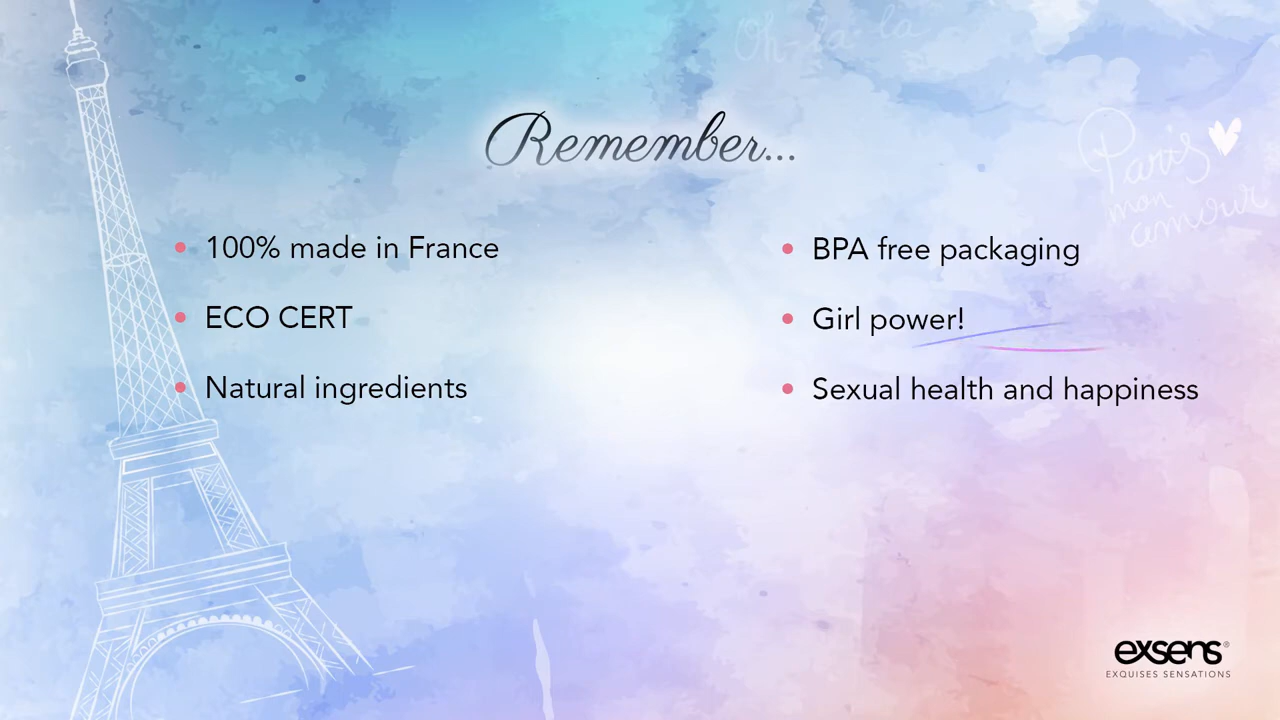 Oh-la-la
Remember...
Paris
mon
amour
100% made in France
ECO CERT
Natural ingredients
BPA free packaging
Girl power!
Sexual health and happiness
exsens®
EXQUISES SENSATIONS